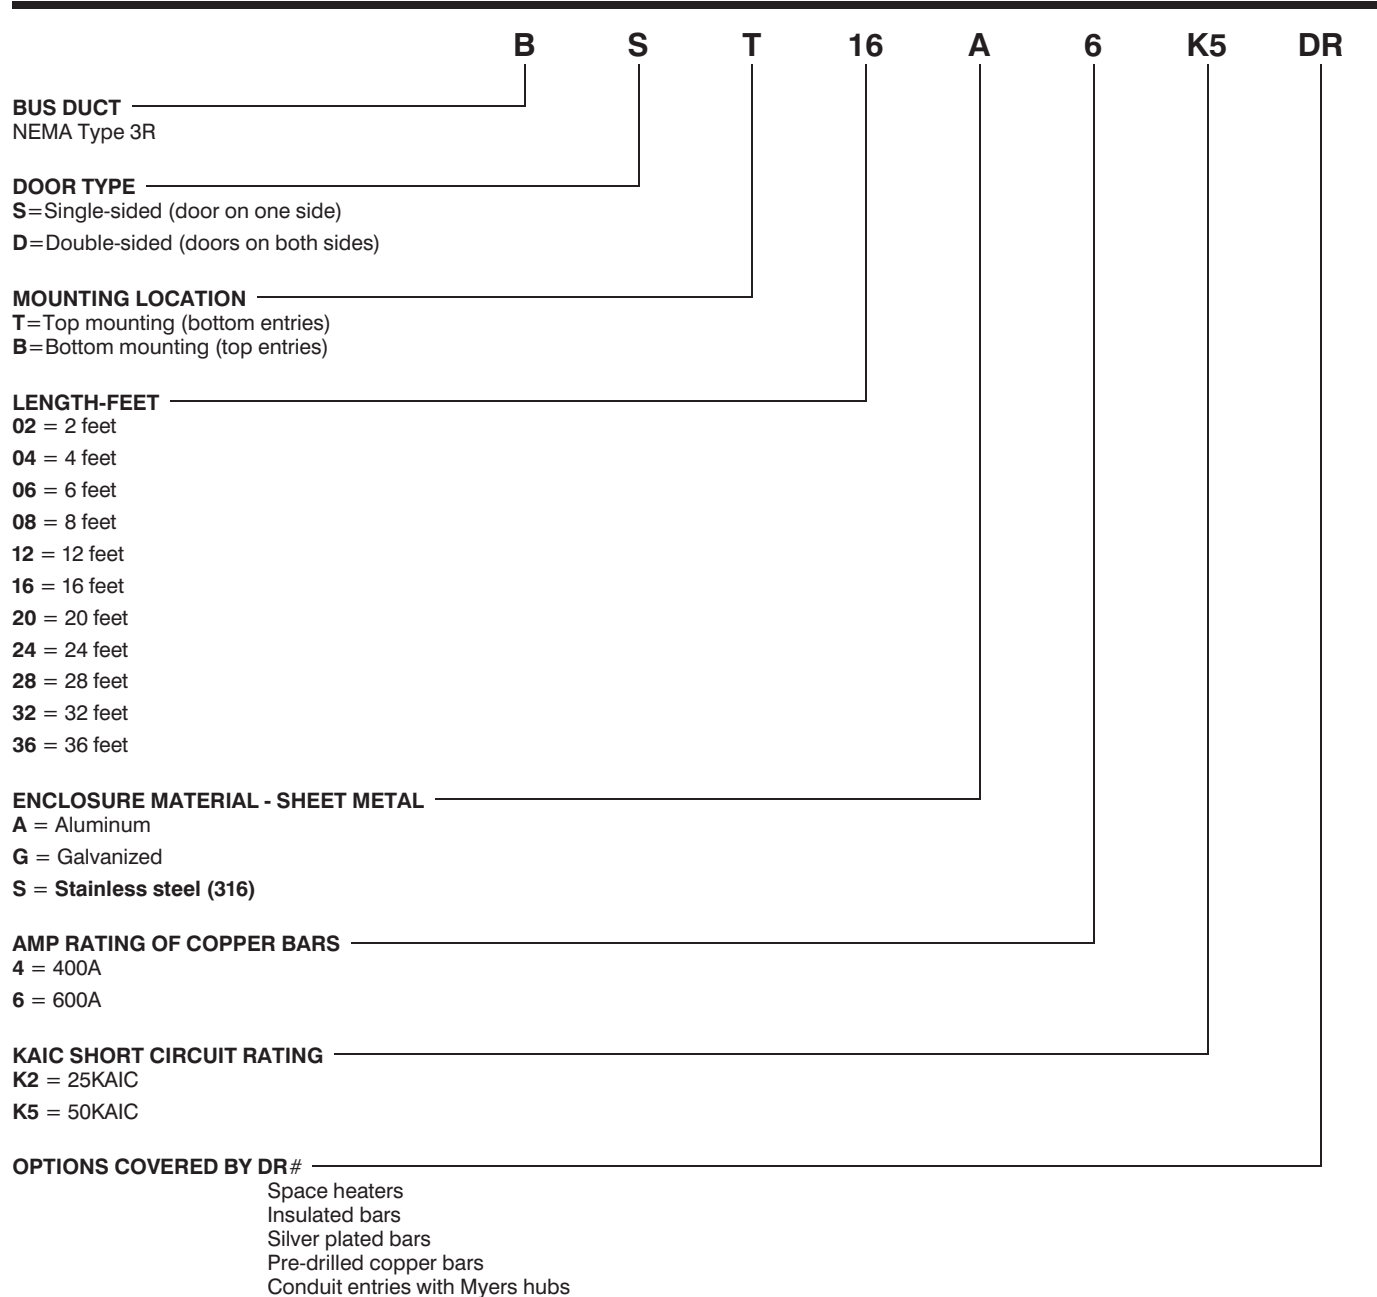 B S T 16 A 6 K5 DR
BUS DUCT
NEMA Type 3R
DOOR TYPE
S=Single-sided (door on one side)
D=Double-sided (doors on both sides)
MOUNTING LOCATION
T=Top mounting (bottom entries)
B=Bottom mounting (top entries)
LENGTH-FEET
02 = 2 feet
04 = 4 feet
06 = 6 feet
08 = 8 feet
12 = 12 feet
16 = 16 feet
20 = 20 feet
24 = 24 feet
28 = 28 feet
32 = 32 feet
36 = 36 feet
ENCLOSURE MATERIAL - SHEET METAL
A = Aluminum
G = Galvanized
S = Stainless steel (316)
AMP RATING OF COPPER BARS
4 = 400A
6 = 600A
KAIC SHORT CIRCUIT RATING
K2 = 25KAIC
K5 = 50KAIC
OPTIONS COVERED BY DR#
Space heaters
Insulated bars
Silver plated bars
Pre-drilled copper bars
Conduit entries with Myers hubs